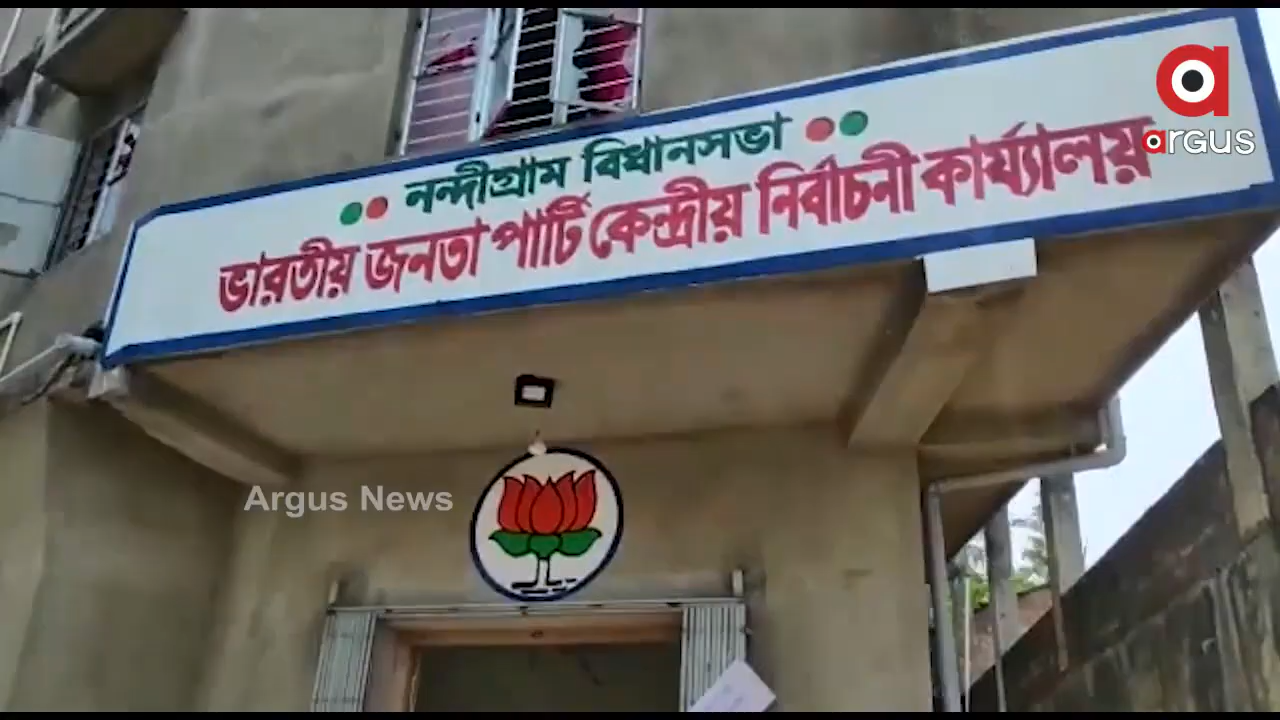 নন্দীগ্রাম বিধানসভা
ভারতীয় জনতা পার্টি কেন্দ্রীয় নির্বাচনী কার্য্যালয়
argus
Argus News